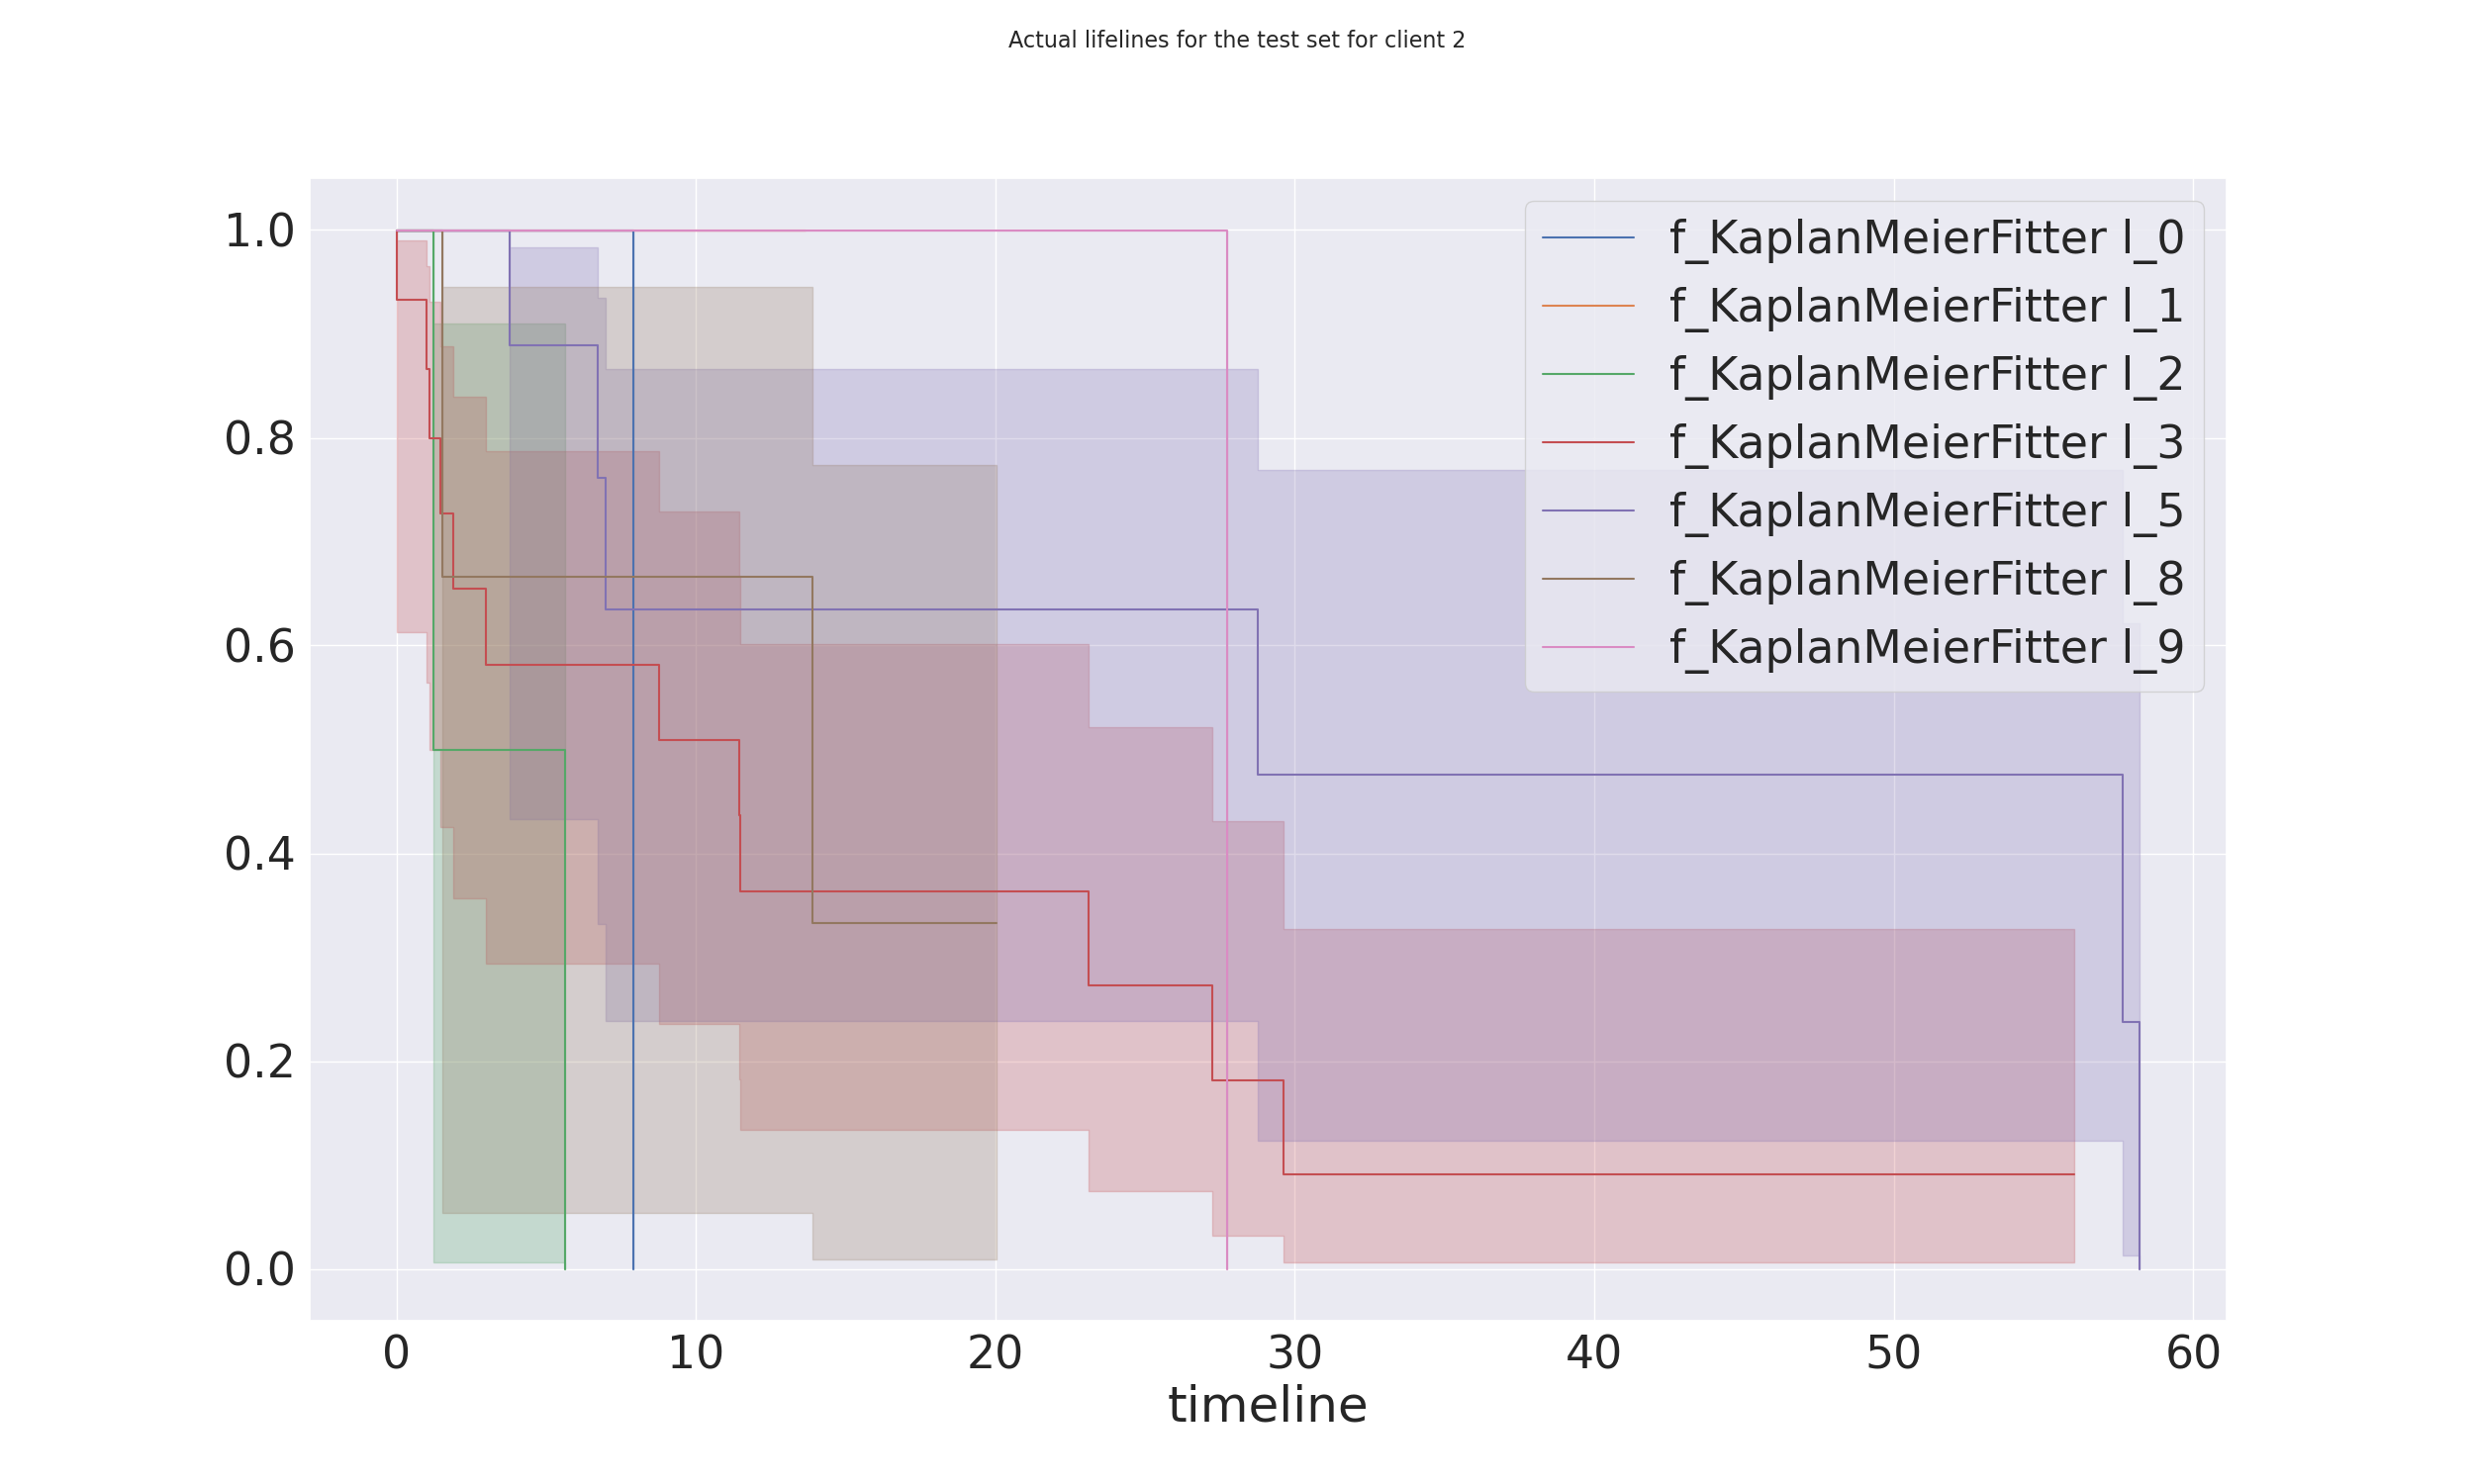 Actual lifelines for the test set for client 2
1.0
0.8
0.6
0.4
0.2
0.0
f_KaplanMeierFitter l_0
f_KaplanMeierFitter l_1
f_KaplanMeierFitter l_2
f_KaplanMeierFitter l_3
f_KaplanMeierFitter l_5
f_KaplanMeierFitter l_8
f_KaplanMeierFitter l_9
0 10 20 30 40 50 60
timeline